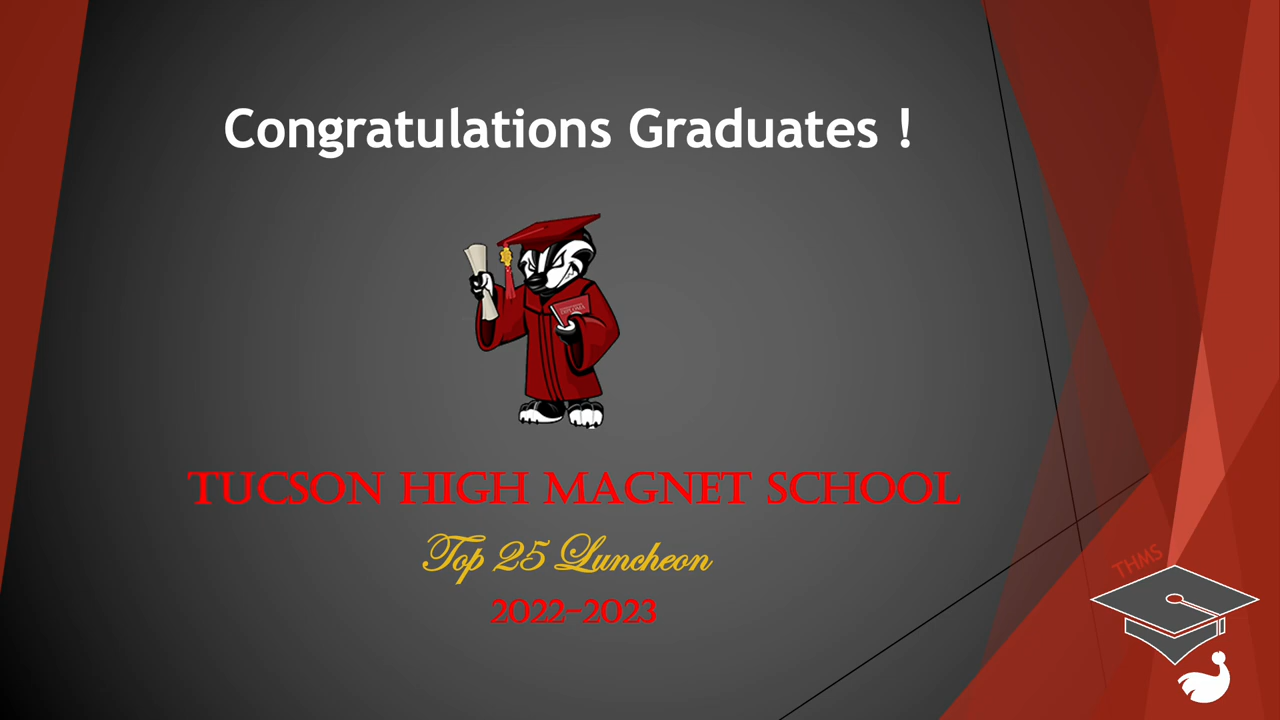 Congratulations Graduates !
TUCSON HIGH MAGNET SCHOOL
Top 25 Luncheon
2022-2023
THMS